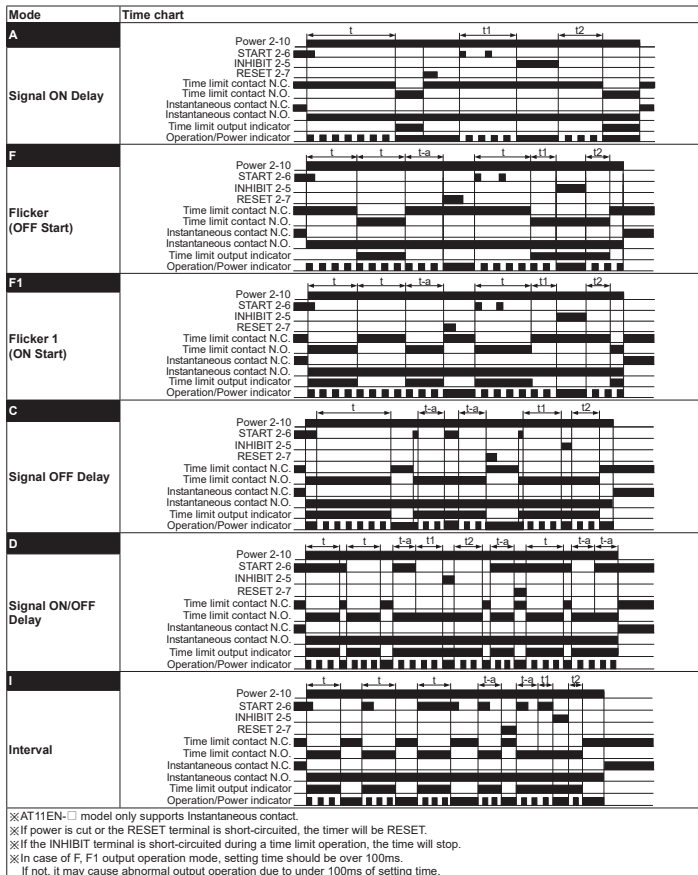 Mode Time chart
A
t t1 t2
Power 2-10
START 2-6
INHIBIT 2-5
RESET 2-7
Time limit contact N.C.
Time limit contact N.O.
Instantaneous contact N.C.
Instantaneous contact N.O.
Time limit output indicator
Operation/Power indicator
Signal ON Delay
F
t t t-a t t1 t2
Power 2-10
START 2-6
INHIBIT 2-5
RESET 2-7
Time limit contact N.C.
Time limit contact N.O.
Instantaneous contact N.C.
Instantaneous contact N.O.
Time limit output indicator
Operation/Power indicator
Flicker
(OFF Start)
F1
t t t-a t t1 t2
Power 2-10
START 2-6
INHIBIT 2-5
RESET 2-7
Time limit contact N.C.
Time limit contact N.O.
Instantaneous contact N.C.
Instantaneous contact N.O.
Time limit output indicator
Operation/Power indicator
Flicker 1
(ON Start)
C
t t-a t-a t1 t2
Power 2-10
START 2-6
INHIBIT 2-5
RESET 2-7
Time limit contact N.C.
Time limit contact N.O.
Instantaneous contact N.C.
Instantaneous contact N.O.
Time limit output indicator
Operation/Power indicator
Signal OFF Delay
D
t t t-a t1 t2 t-a t t-a t-a
Power 2-10
START 2-6
INHIBIT 2-5
RESET 2-7
Time limit contact N.C.
Time limit contact N.O.
Instantaneous contact N.C.
Instantaneous contact N.O.
Time limit output indicator
Operation/Power indicator
Signal ON/OFF
Delay
I
t t t t-a t-a t1 t2
Power 2-10
START 2-6
INHIBIT 2-5
RESET 2-7
Time limit contact N.C.
Time limit contact N.O.
Instantaneous contact N.C.
Instantaneous contact N.O.
Time limit output indicator
Operation/Power indicator
Interval
※AT11EN-□ model only supports Instantaneous contact.
※If power is cut or the RESET terminal is short-circuited, the timer will be RESET.
※If the INHIBIT terminal is short-circuited during a time limit operation, the time will stop.
※In case of F, F1 output operation mode, setting time should be over 100ms.
If not, it may cause abnormal output operation due to under 100ms of setting time.